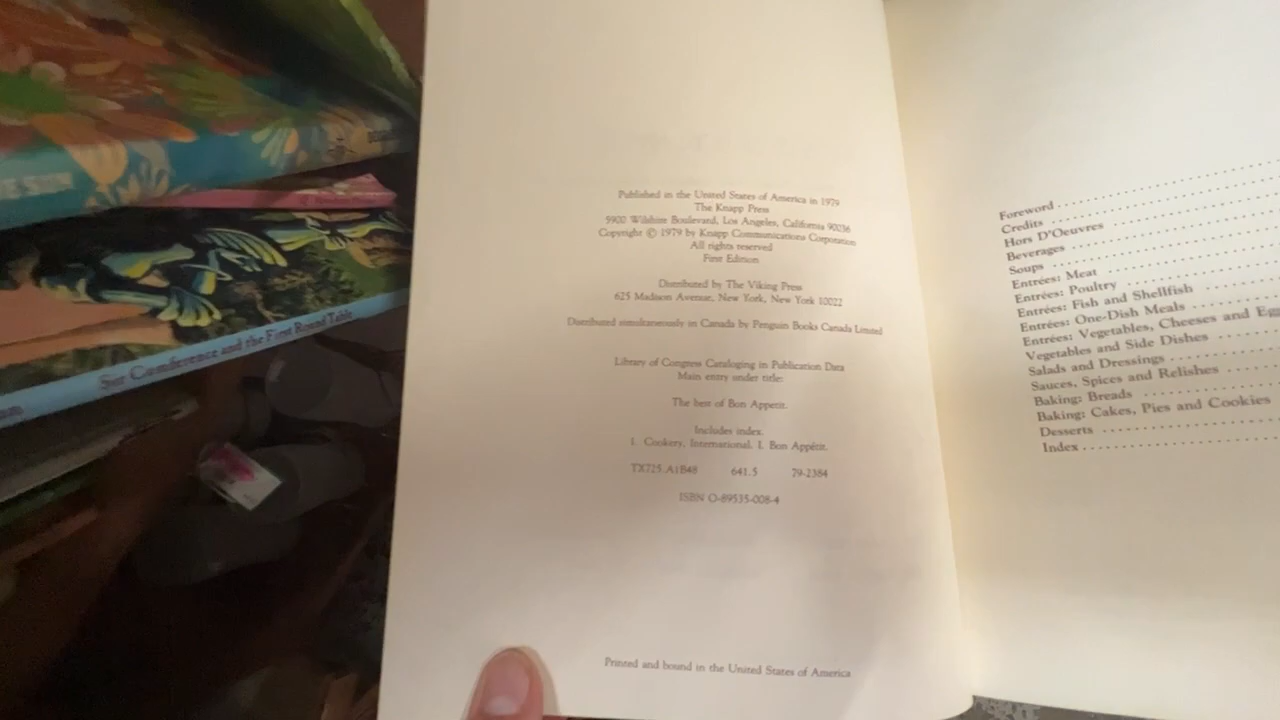 Sir Cumference and the First Round Table
Published in the United States of America in 1979
The Knapp Press
5900 Wilshire Boulevard, Los Angeles, California 90036
Copyright © 1979 by Knapp Communications Corporation
All rights reserved
First Edition
Distributed by The Viking Press
625 Madison Avenue, New York, New York 10022
Distributed simultaneously in Canada by Penguin Books Canada Limited
Library of Congress Cataloging in Publication Data
Main entry under title:
The best of Bon Appetit.
Includes index.
1. Cookery, International. I. Bon Appétit.
TX725.A1B48 641.5 79-2384
ISBN O-89535-008-4
Printed and bound in the United States of America
Foreword
Credits
Hors D'Oeuvres
Beverages
Soups
Entrées: Meat
Entrées: Poultry
Entrées: Fish and Shellfish
Entrées: One-Dish Meals
Entrées: Vegetables, Cheeses and
Vegetables and Side Dishes
Salads and Dressings
Sauces, Spices and Relishes
Baking: Breads
Baking: Cakes, Pies and Cookies
Desserts
Index